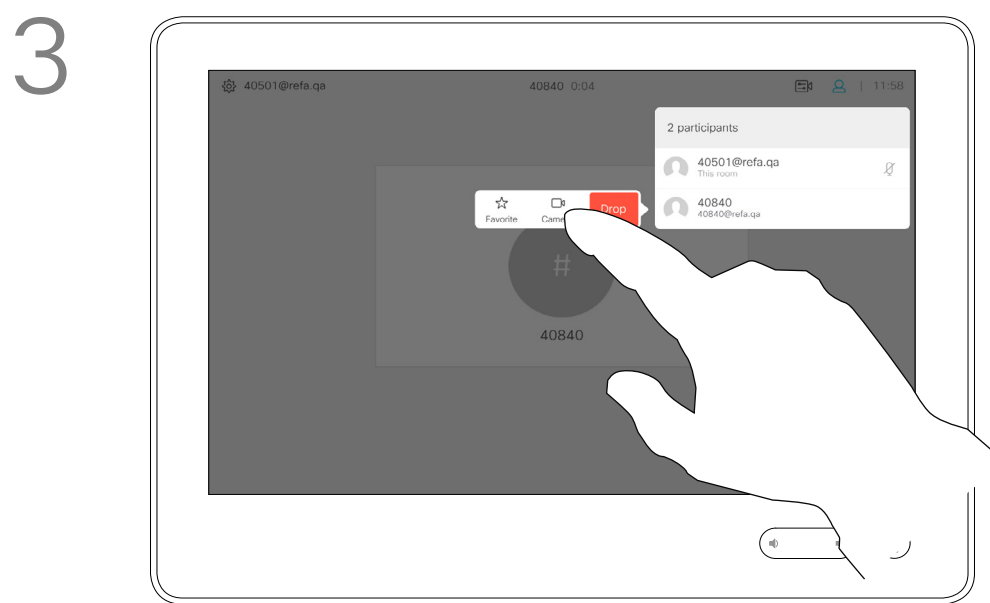 3
40501@refa.qa
40840 0:04
| 11:58
2 participants
40501@refa.qa
This room
40840
40840@refa.qa
Favorite
Drop
#
40840